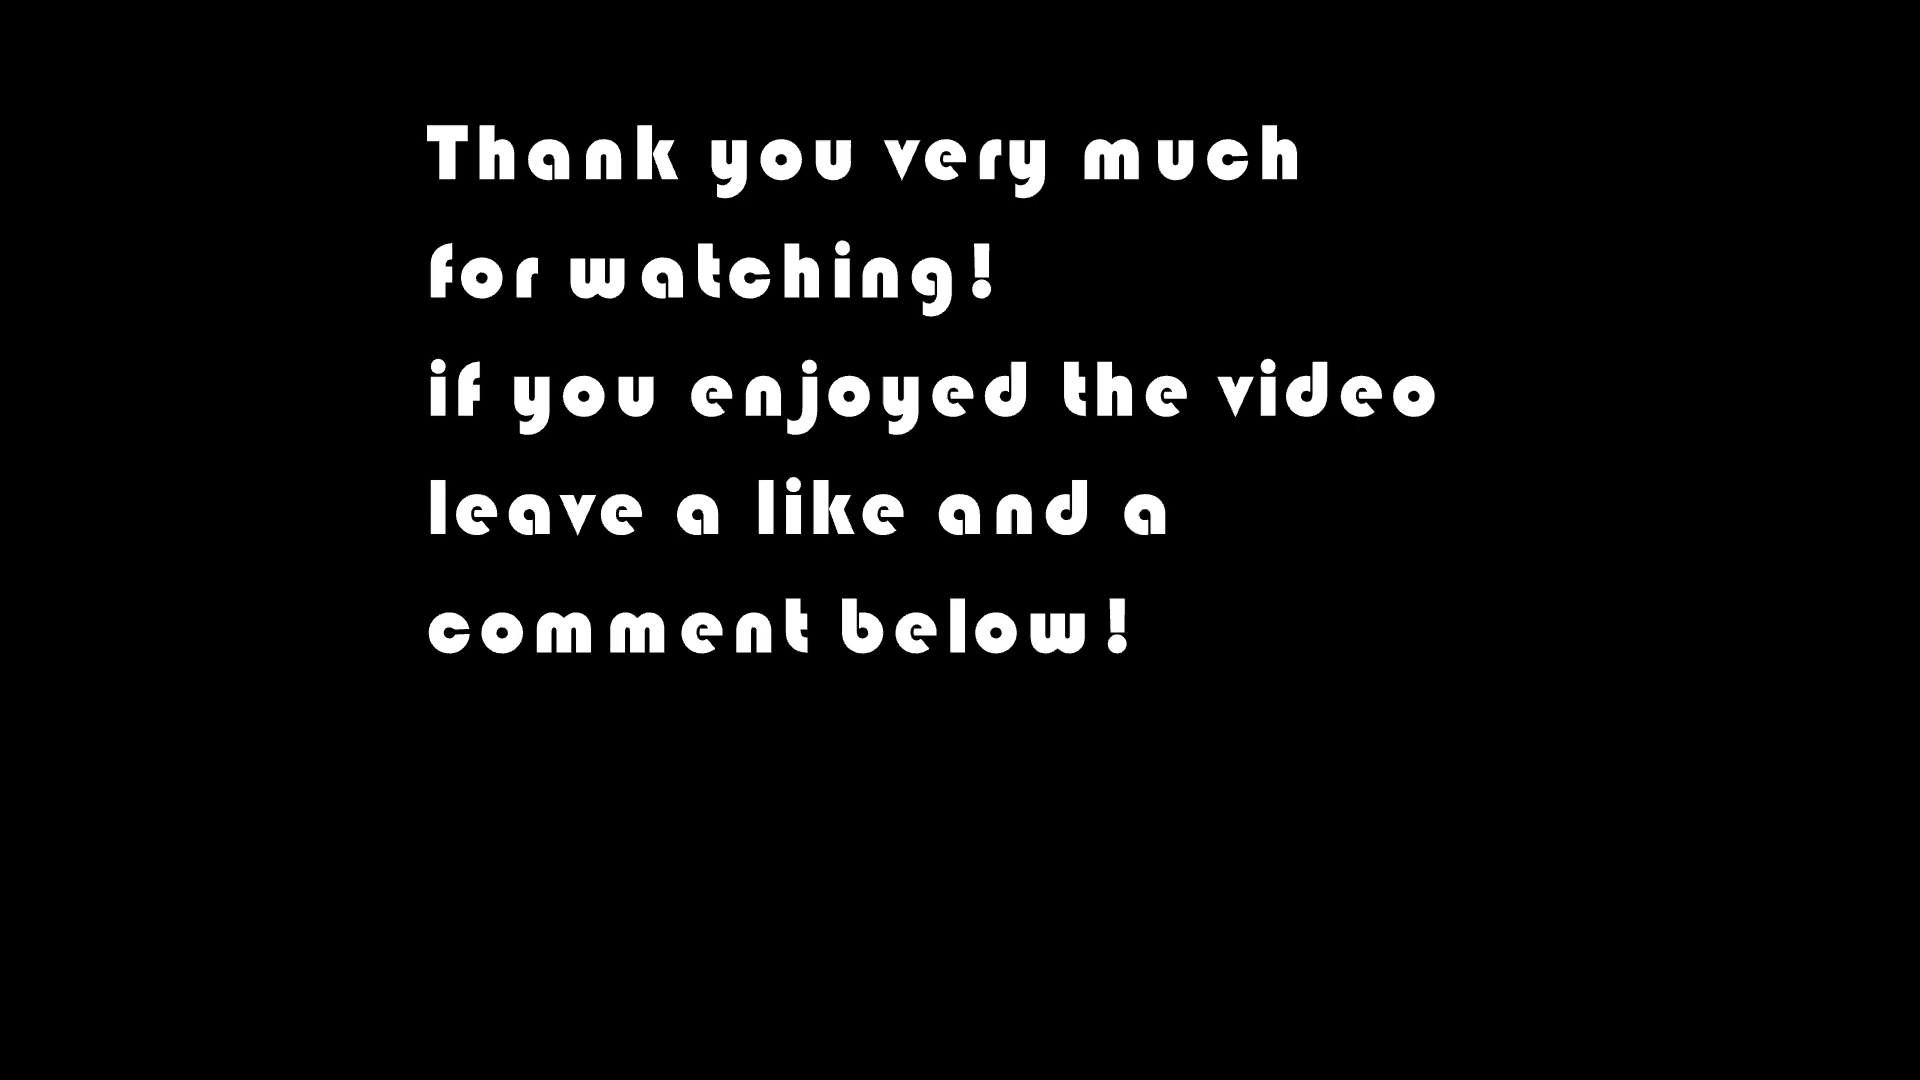 Thank you very much
for watching!
if you enjoyed the video
leave a like and a
comment below!